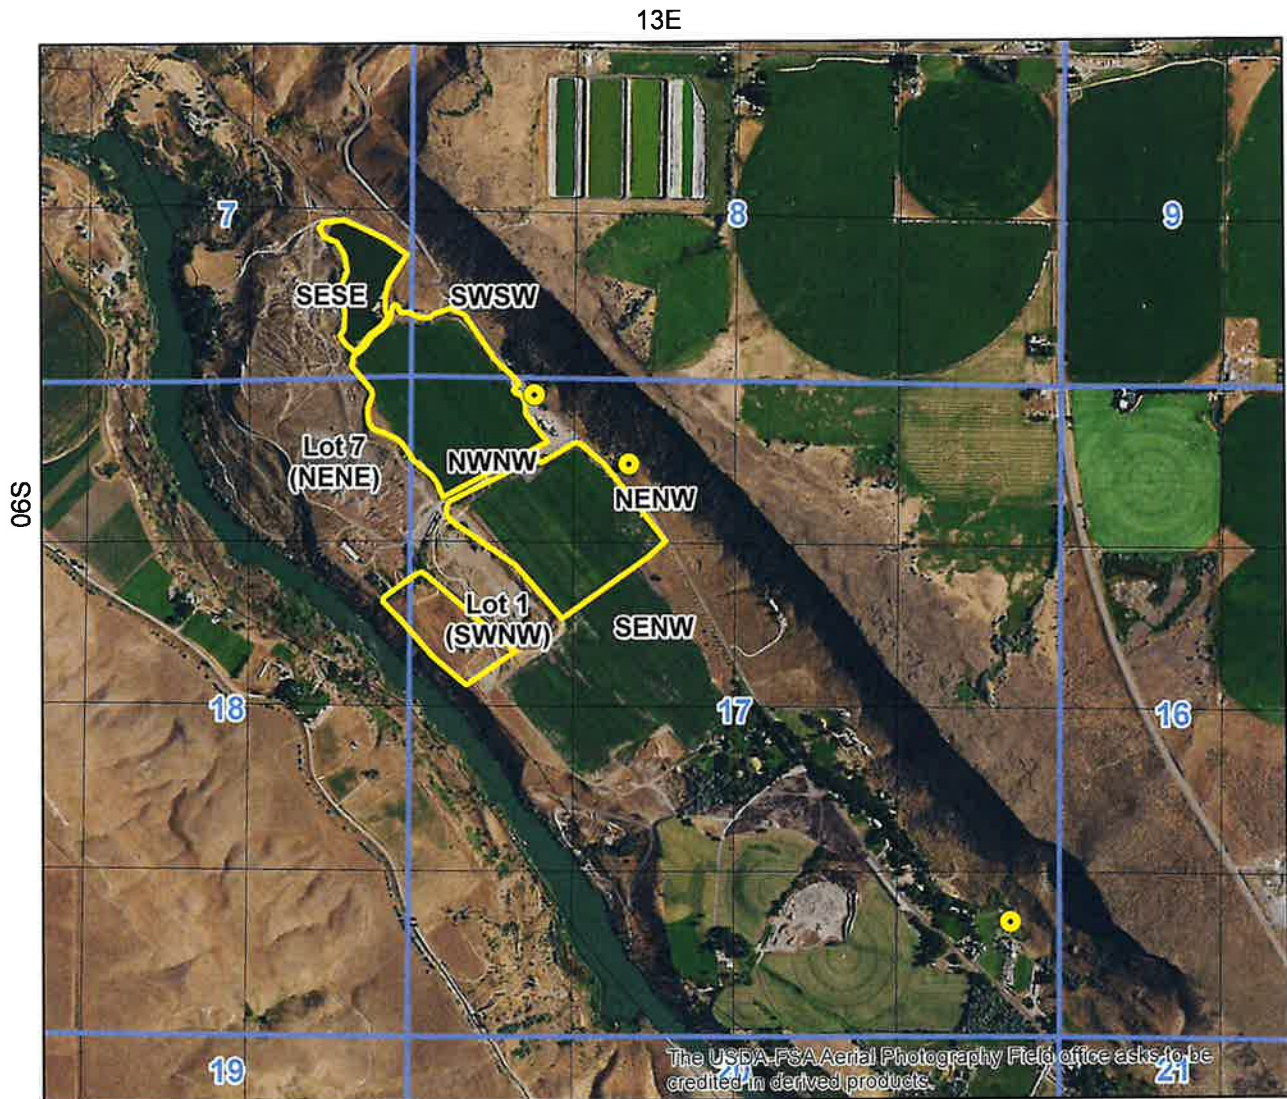 13E
7
8
9
SESE
SWSW
Lot 7
(NENE)
NWNW
NENW
06S
Lot 1
(SWNW)
SENW
18
17
16
The USDA-FSA Aerial Photography Field office asks to be
credited in derived products.
19
20
21